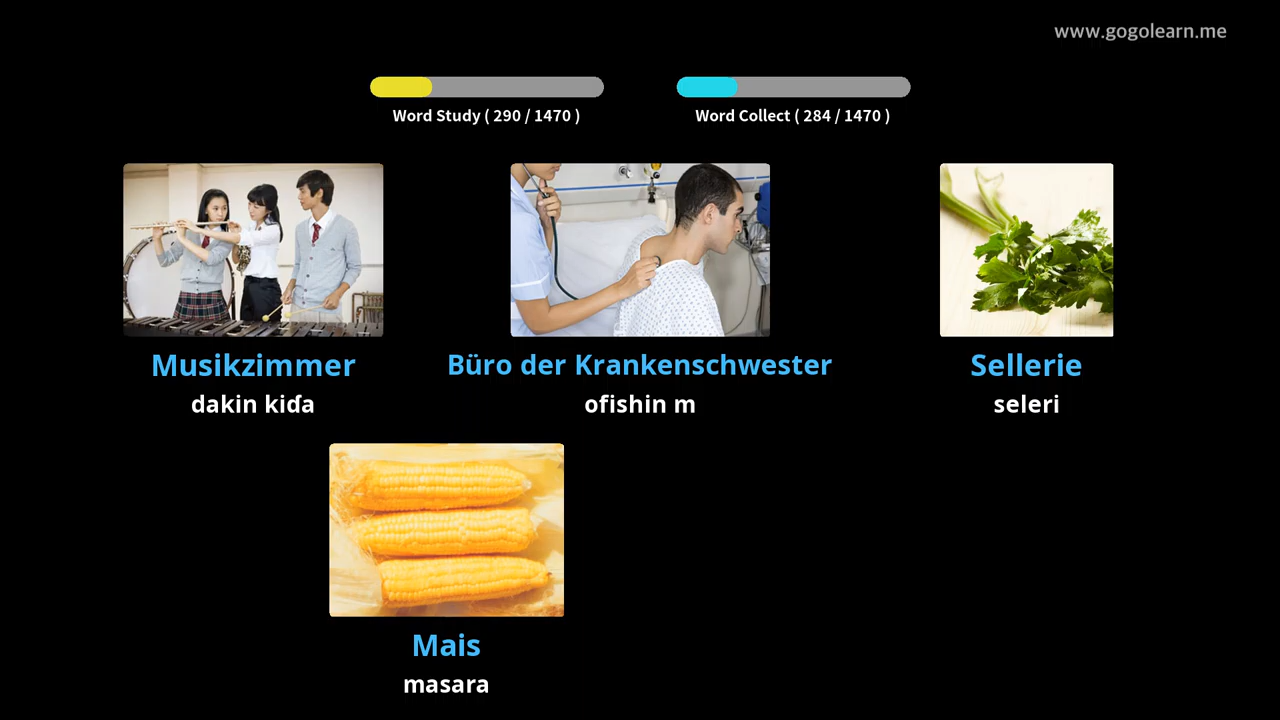 www.gogolearn.me
Word Study ( 290 / 1470 )
Word Collect ( 284 / 1470 )
Musikzimmer
dakin kiɗa
Büro der Krankenschwester
ofishin m
Sellerie
seleri
Mais
masara